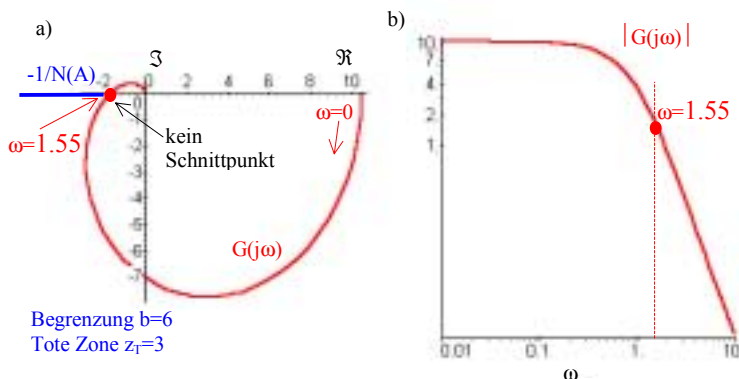 a)
ℑ
ℜ
-1/N(A)
-2 0 2 4 6 8 10
0
-1
-2
-3
-4
-5
-6
-7
ω=0
ω=1.55
kein
Schnittpunkt
G(jω)
Begrenzung b=6
Tote Zone z_T=3
b)
|G(jω)|
10
7
4
2
1
ω=1.55
0.01 0.1 1. 10
ω